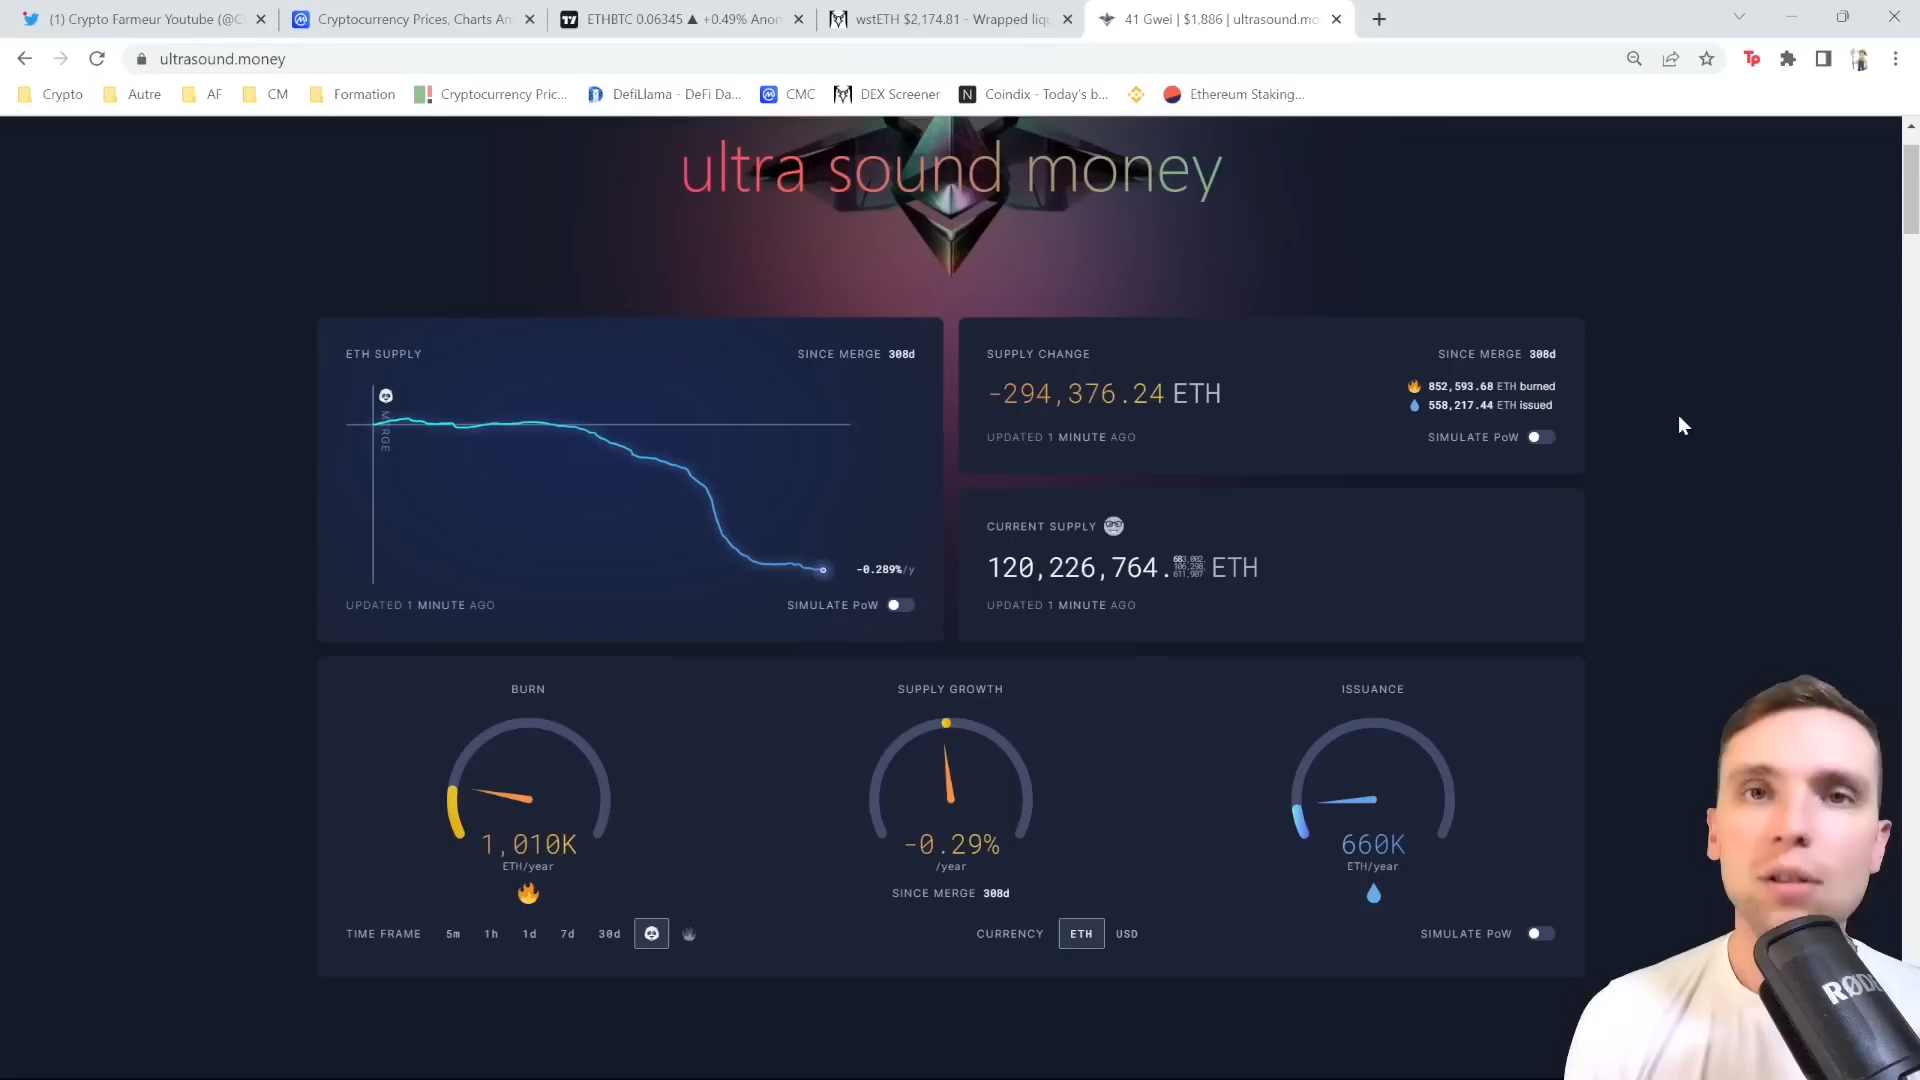 (1) Crypto Farmeur Youtube (@C
Cryptocurrency Prices, Charts An
ETHBTC 0.06345 ▲ +0.49% Anon
wstETH $2,174.81 - Wrapped liq
41 Gwei | $1,886 | ultrasound.mo
ultrasound.money
Tp
Crypto
Autre
AF
CM
Formation
Cryptocurrency Pric...
DefiLlama - DeFi Da...
CMC
DEX Screener
Coindix - Today's b...
Ethereum Staking...
ultra sound money
ETH SUPPLY
SINCE MERGE 308d
MERGE
-0.289%/y
UPDATED 1 MINUTE AGO
SIMULATE PoW
SUPPLY CHANGE
SINCE MERGE 308d
-294,376.24 ETH
852,593.68 ETH burned
558,217.44 ETH issued
UPDATED 1 MINUTE AGO
SIMULATE PoW
CURRENT SUPPLY
120,226,764. ETH
UPDATED 1 MINUTE AGO
BURN
1,010K
ETH/year
SUPPLY GROWTH
-0.29%
/year
SINCE MERGE 308d
ISSUANCE
660K
ETH/year
TIME FRAME 5m 1h 1d 7d 30d
CURRENCY ETH USD
SIMULATE PoW
RØD